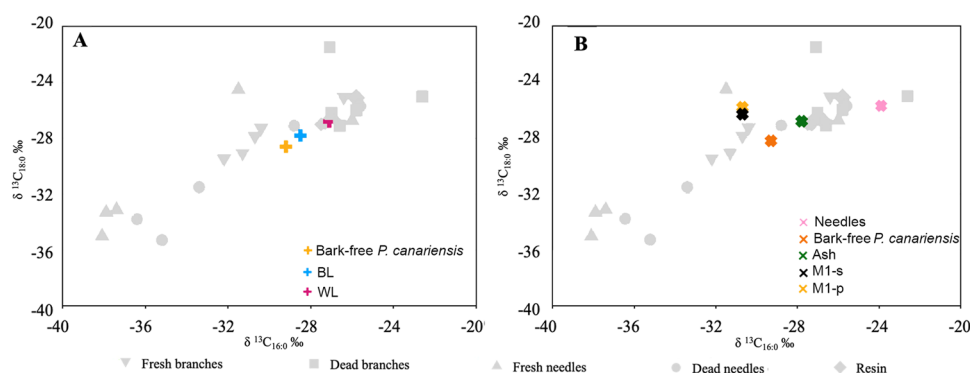 A
-20
-24
-28
-32
-36
-40
δ ¹³C₁₈:₀ ‰
-40
-36
-32
-28
-24
-20
δ ¹³C₁₆:₀ ‰
Bark-free P. canariensis
BL
WL
B
-20
-24
-28
-32
-36
-40
δ ¹³C₁₈:₀ ‰
-40
-36
-32
-28
-24
-20
δ ¹³C₁₆:₀ ‰
Needles
Bark-free P. canariensis
Ash
M1-s
M1-p
Fresh branches
Dead branches
Fresh needles
Dead needles
Resin